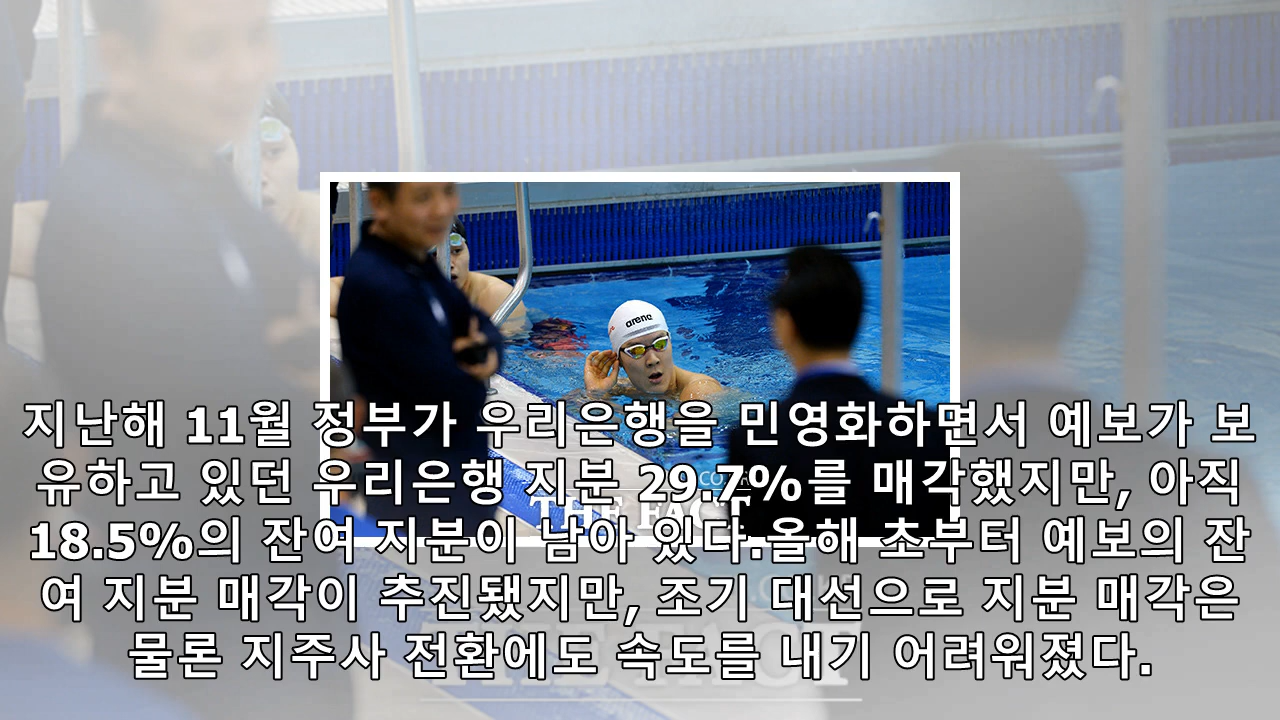 arena
지난해 11월 정부가 우리은행을 민영화하면서 예보가 보
유하고 있던 우리은행 지분 29.7%를 매각했지만, 아직
THE FACT
18.5%의 잔여 지분이 남아 있다.올해 초부터 예보의 잔
여 지분 매각이 추진됐지만, 조기 대선으로 지분 매각은
물론 지주사 전환에도 속도를 내기 어려워졌다.